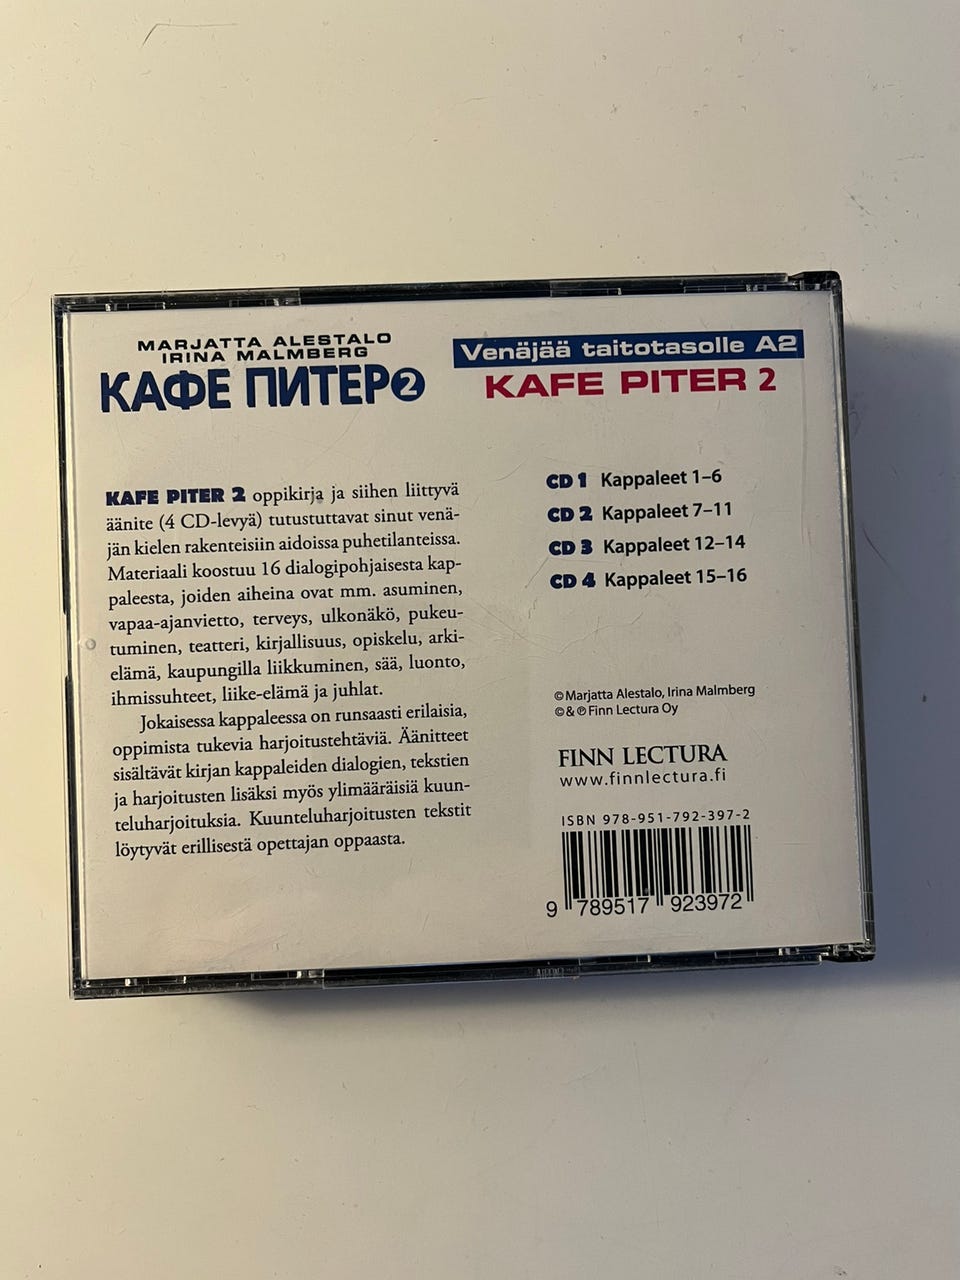 MARJATTA ALESTALO
IRINA MALMBERG
КАФЕ ПИТЕР 2
Venäjää taitotasolle A2
KAFE PITER 2
KAFE PITER 2 oppikirja ja siihen liittyvä
äänite (4 CD-levyä) tutustuttavat sinut venä-
jän kielen rakenteisiin aidoissa puhetilanteissa.
Materiaali koostuu 16 dialogipohjaisesta kap-
paleesta, joiden aiheina ovat mm. asuminen,
vapaa-ajanvietto, terveys, ulkonäkö, pukeu-
tuminen, teatteri, kirjallisuus, opiskelu, arki-
elämä, kaupungilla liikkuminen, sää, luonto,
ihmissuhteet, liike-elämä ja juhlat.
Jokaisessa kappaleessa on runsaasti erilaisia,
oppimista tukevia harjoitustehtäviä. Äänitteet
sisältävät kirjan kappaleiden dialogien, tekstien
ja harjoitusten lisäksi myös ylimääräisiä kuun-
teluharjoituksia. Kuunteluharjoitusten tekstit
löytyvät erillisestä opettajan oppaasta.
CD 1 Kappaleet 1–6
CD 2 Kappaleet 7–11
CD 3 Kappaleet 12–14
CD 4 Kappaleet 15–16
© Marjatta Alestalo, Irina Malmberg
© & ℗ Finn Lectura Oy
FINN LECTURA
www.finnlectura.fi
ISBN 978-951-792-397-2
9 789517 923972